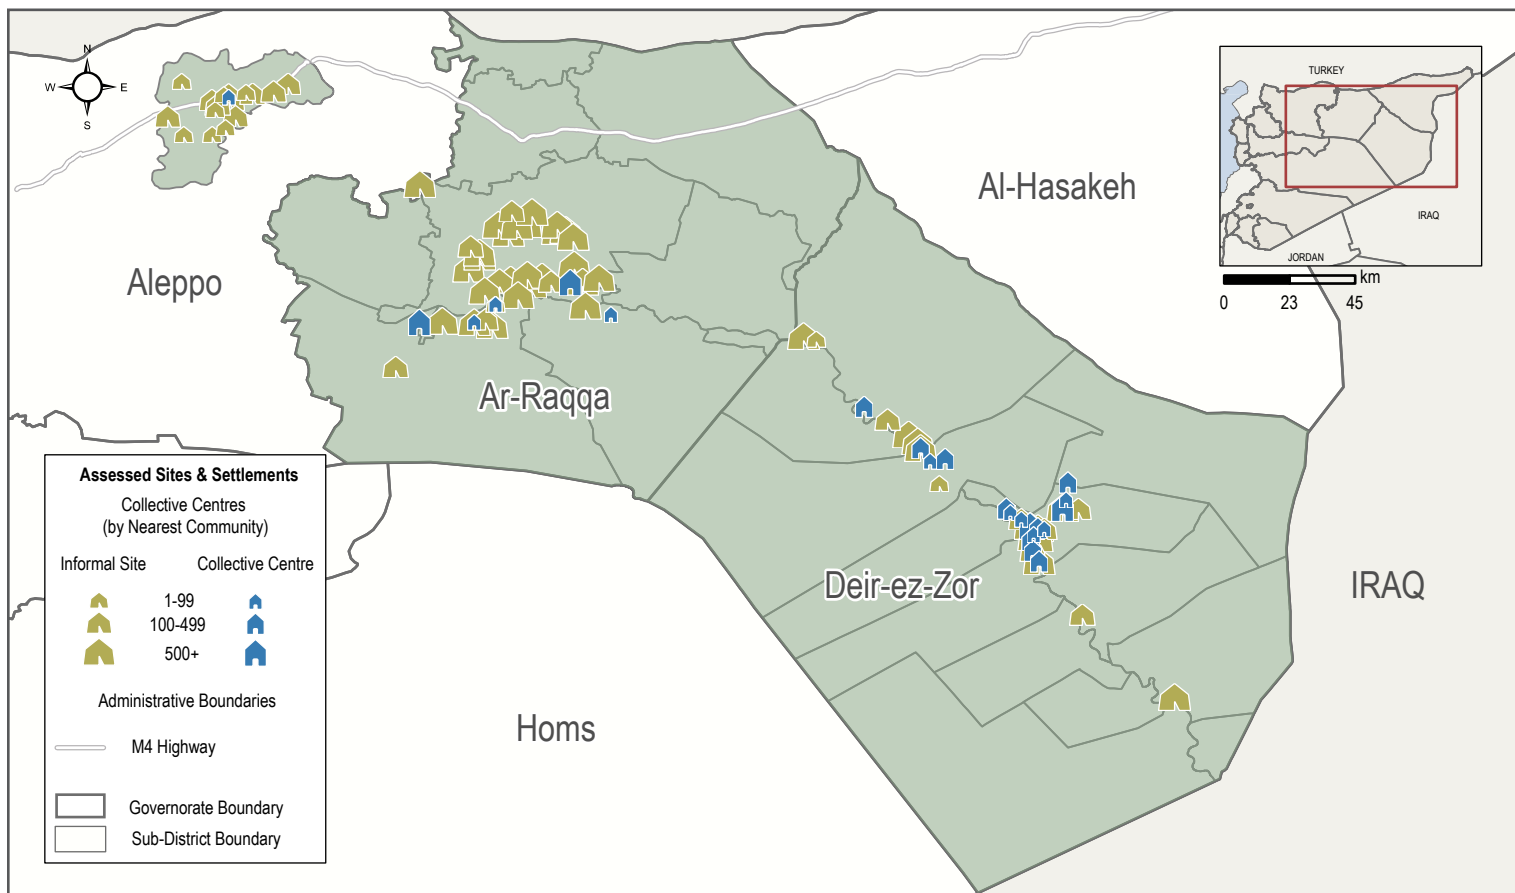 N
W E
S
TURKEY
IRAQ
JORDAN
km
0 23 45
Al-Hasakeh
Aleppo
Ar-Raqqa
Deir-ez-Zor
IRAQ
Homs
Assessed Sites & Settlements
Collective Centres
(by Nearest Community)
Informal Site Collective Centre
1-99
100-499
500+
Administrative Boundaries
M4 Highway
Governorate Boundary
Sub-District Boundary